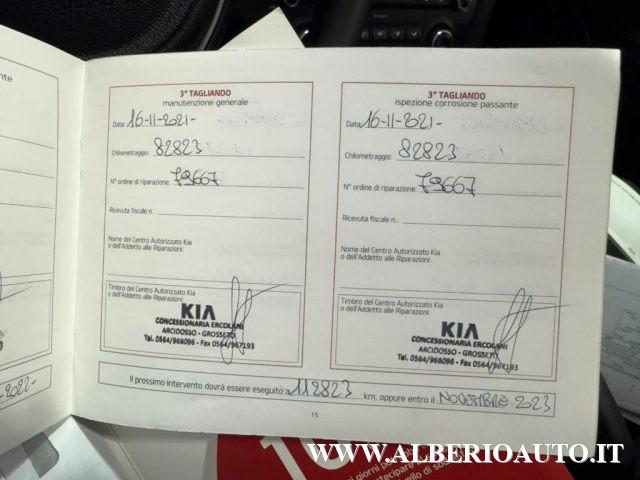 3° TAGLIANDO
manutenzione generale
Data: 16-11-2021-
Chilometraggio: 82823
N° ordine di riparazione: 79667
Ricevuta fiscale n.:
Nome del Centro Autorizzato Kia
o dell'Addetto alle Riparazioni:
Timbro del Centro Autorizzato Kia
o dell'Addetto alle Riparazioni:
KIA
CONCESSIONARIA ERCOLANI
ARCIDOSSO - GROSSETO
Tel. 0564/968096 - Fax 0564/967193
3° TAGLIANDO
ispezione corrosione passante
Data: 16-11-2021-
Chilometraggio: 82823
N° ordine di riparazione: 79667
Ricevuta fiscale n.:
Nome del Centro Autorizzato Kia
o dell'Addetto alle Riparazioni:
Timbro del Centro Autorizzato Kia
o dell'Addetto alle Riparazioni:
KIA
CONCESSIONARIA ERCOLANI
ARCIDOSSO - GROSSETO
Tel. 0564/968096 - Fax 0564/967193
Il prossimo intervento dovrà essere eseguito a 112823 km, oppure entro il NOVEMBRE 2023
15
-2022-
WWW.ALBERIOAUTO.IT